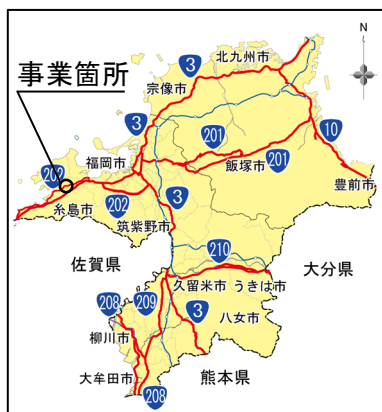 N
北九州市
3
宗像市
事業箇所
3
201
10
福岡市
202
飯塚市
201
豊前市
糸島市
202
3
筑紫野市
210
佐賀県
大分県
久留米市
うきは市
208
209
3
八女市
柳川市
大牟田市
熊本県
208